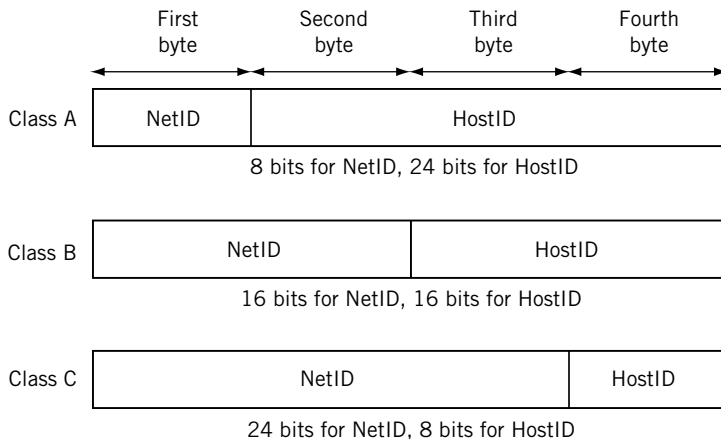 First byte
Second byte
Third byte
Fourth byte
Class A
NetID
HostID
8 bits for NetID, 24 bits for HostID
Class B
NetID
HostID
16 bits for NetID, 16 bits for HostID
Class C
NetID
HostID
24 bits for NetID, 8 bits for HostID